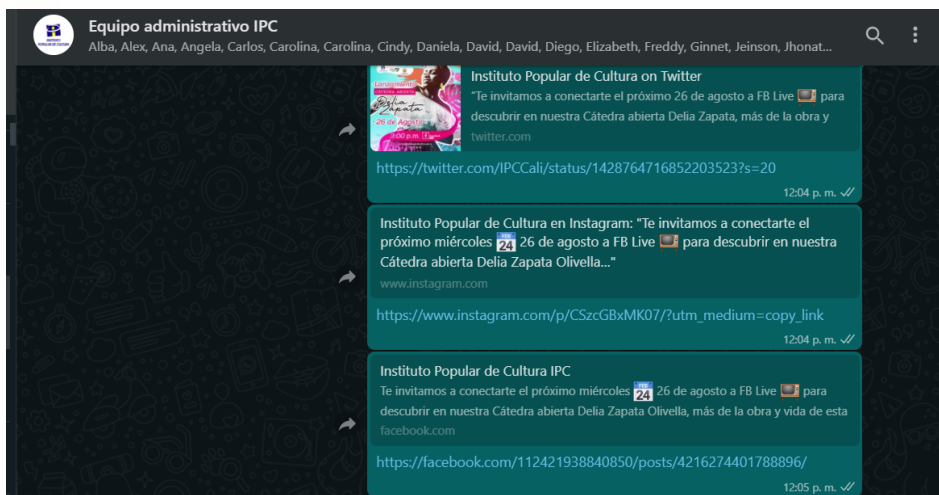 Equipo administrativo IPC
Alba, Alex, Ana, Angela, Carlos, Carolina, Carolina, Cindy, Daniela, David, David, Diego, Elizabeth, Freddy, Ginnet, Jeinson, Jhonat...
Cátedra abierta
Delia
Zapata
26 de Agosto
Instituto Popular de Cultura on Twitter
"Te invitamos a conectarte el próximo 26 de agosto a FB Live 📺 para
descubrir en nuestra Cátedra abierta Delia Zapata, más de la obra y
twitter.com
https://twitter.com/IPCCali/status/1428764716852203523?s=20
12:04 p. m.
Instituto Popular de Cultura en Instagram: "Te invitamos a conectarte el
próximo miércoles 📆 26 de agosto a FB Live 📺 para descubrir en nuestra
Cátedra abierta Delia Zapata Olivella..."
www.instagram.com
https://www.instagram.com/p/CSzcGBxMK07/?utm_medium=copy_link
12:04 p. m.
Instituto Popular de Cultura IPC
Te invitamos a conectarte el próximo miércoles 📆 26 de agosto a FB Live 📺 para
descubrir en nuestra Cátedra abierta Delia Zapata Olivella, más de la obra y vida de esta
facebook.com
https://facebook.com/112421938840850/posts/4216274401788896/
12:05 p. m.